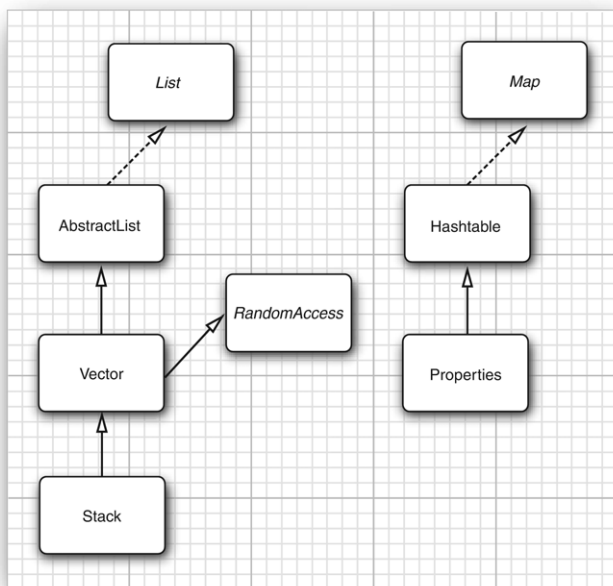 List
Map
AbstractList
Hashtable
RandomAccess
Vector
Properties
Stack